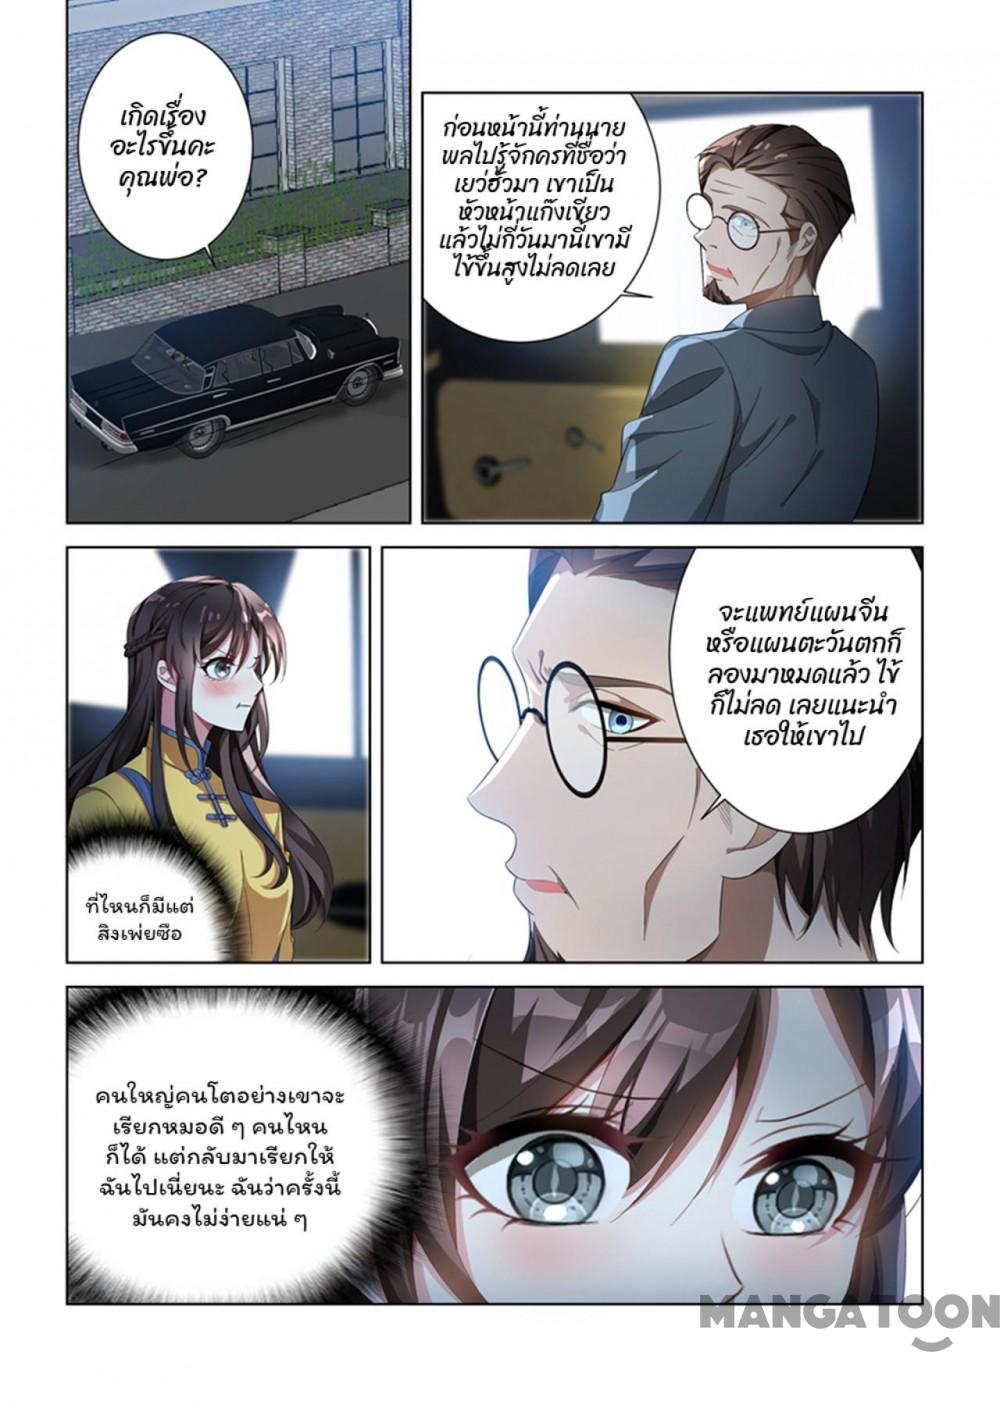 เกิดเรื่อง
อะไรขึ้นคะ
คุณพ่อ?
ก่อนหน้านี้ท่านนาย
พลไปรู้จักครที่ชื่อว่า
เยว่ฮั้วมา เขาเป็น
หัวหน้าแก๊งเขียว
แล้วไม่กี่วันมานี้เขามี
ไข้ขึ้นสูงไม่ลดเลย
จะแพทย์แผนจีน
หรือแผนตะวันตกก็
ลองมาหมดแล้ว ไข้
ก็ไม่ลด เลยแนะนำ
เธอให้เขาไป
ที่ไหนก็มีแต่
สิงเพ่ยซือ
คนใหญ่คนโตอย่างเขาจะ
เรียกหมอดี ๆ คนไหน
ก็ได้ แต่กลับมาเรียกให้
ฉันไปเนี่ยนะ ฉันว่าครั้งนี้
มันคงไม่ง่ายแน่ ๆ
MANGATOON